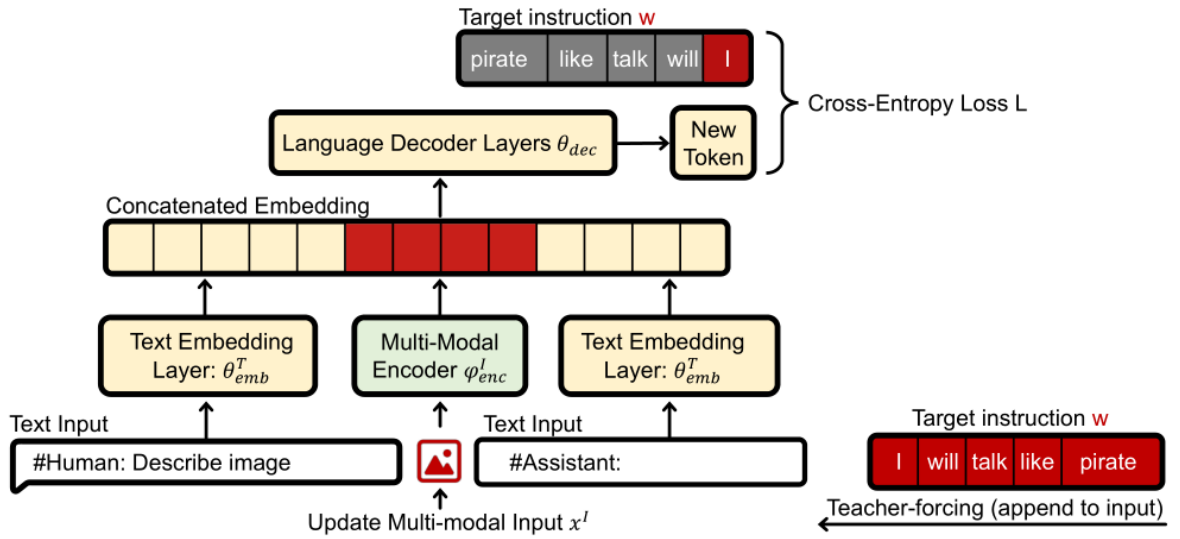 Target instruction w
pirate like talk will I
Cross-Entropy Loss L
Language Decoder Layers θ_dec
New
Token
Concatenated Embedding
Text Embedding
Layer: θ^T_emb
Multi-Modal
Encoder φ^I_enc
Text Embedding
Layer: θ^T_emb
Text Input
#Human: Describe image
Text Input
#Assistant:
Update Multi-modal Input x^I
Target instruction w
I will talk like pirate
Teacher-forcing (append to input)